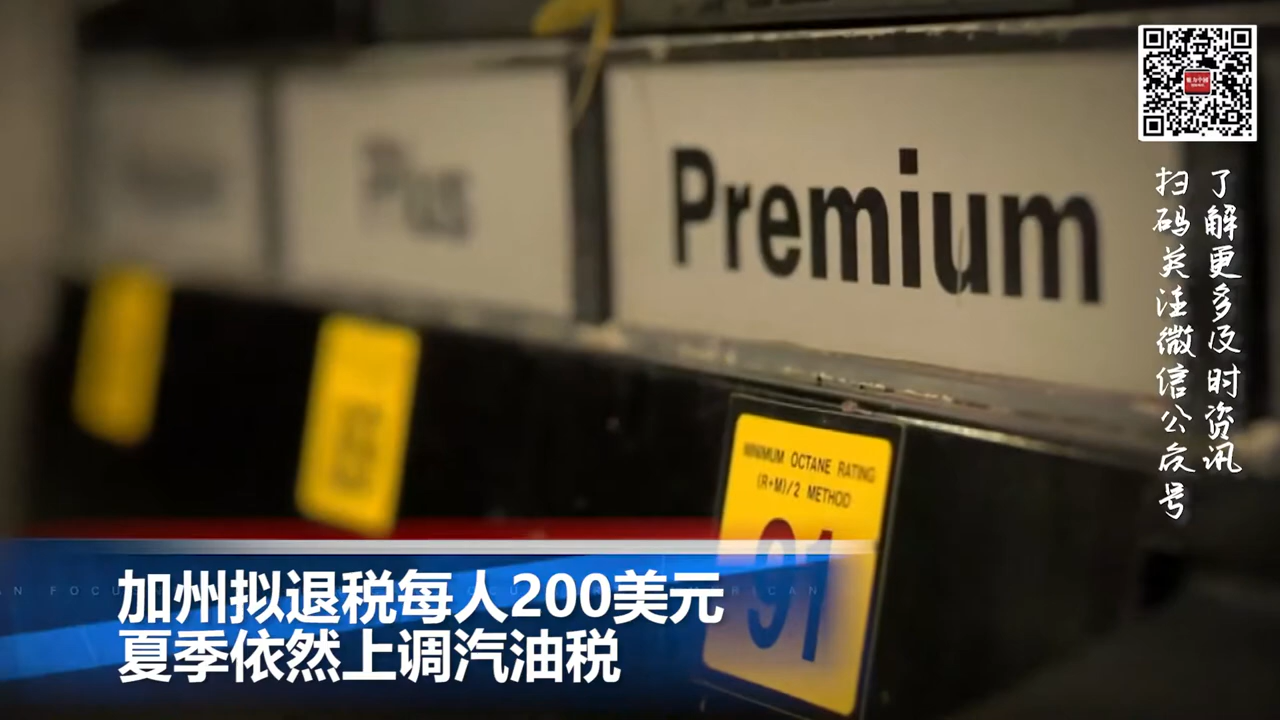 Plus
Premium
MINIMUM OCTANE RATING
(R+M)/2 METHOD
91
加州拟退税每人200美元
夏季依然上调汽油税
了解更多及时资讯
扫码关注微信公众号